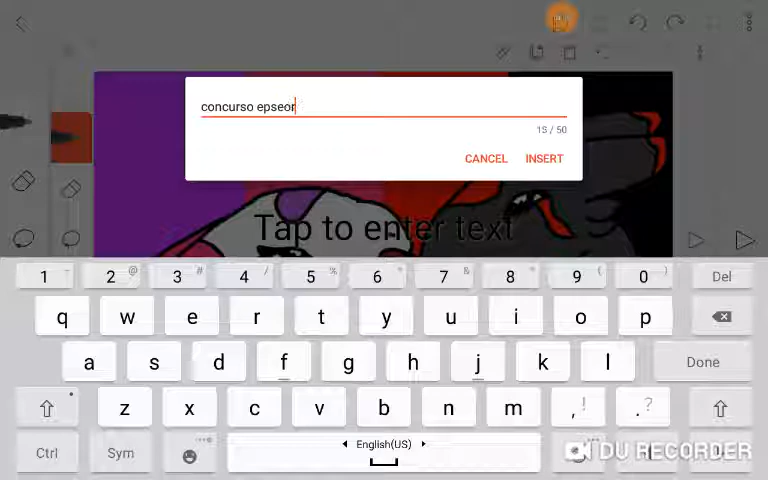 concurso epseor
15 / 50
CANCEL INSERT
Tap to enter text
1 - 2 @ 3 # 4 / 5 % 6 ^ 7 & 8 * 9 ( 0 ) Del
q w e r t y u i o p
a s d f g h j k l Done
z x c v b n m , ! . ?
Ctrl Sym English(US)
DU RECORDER